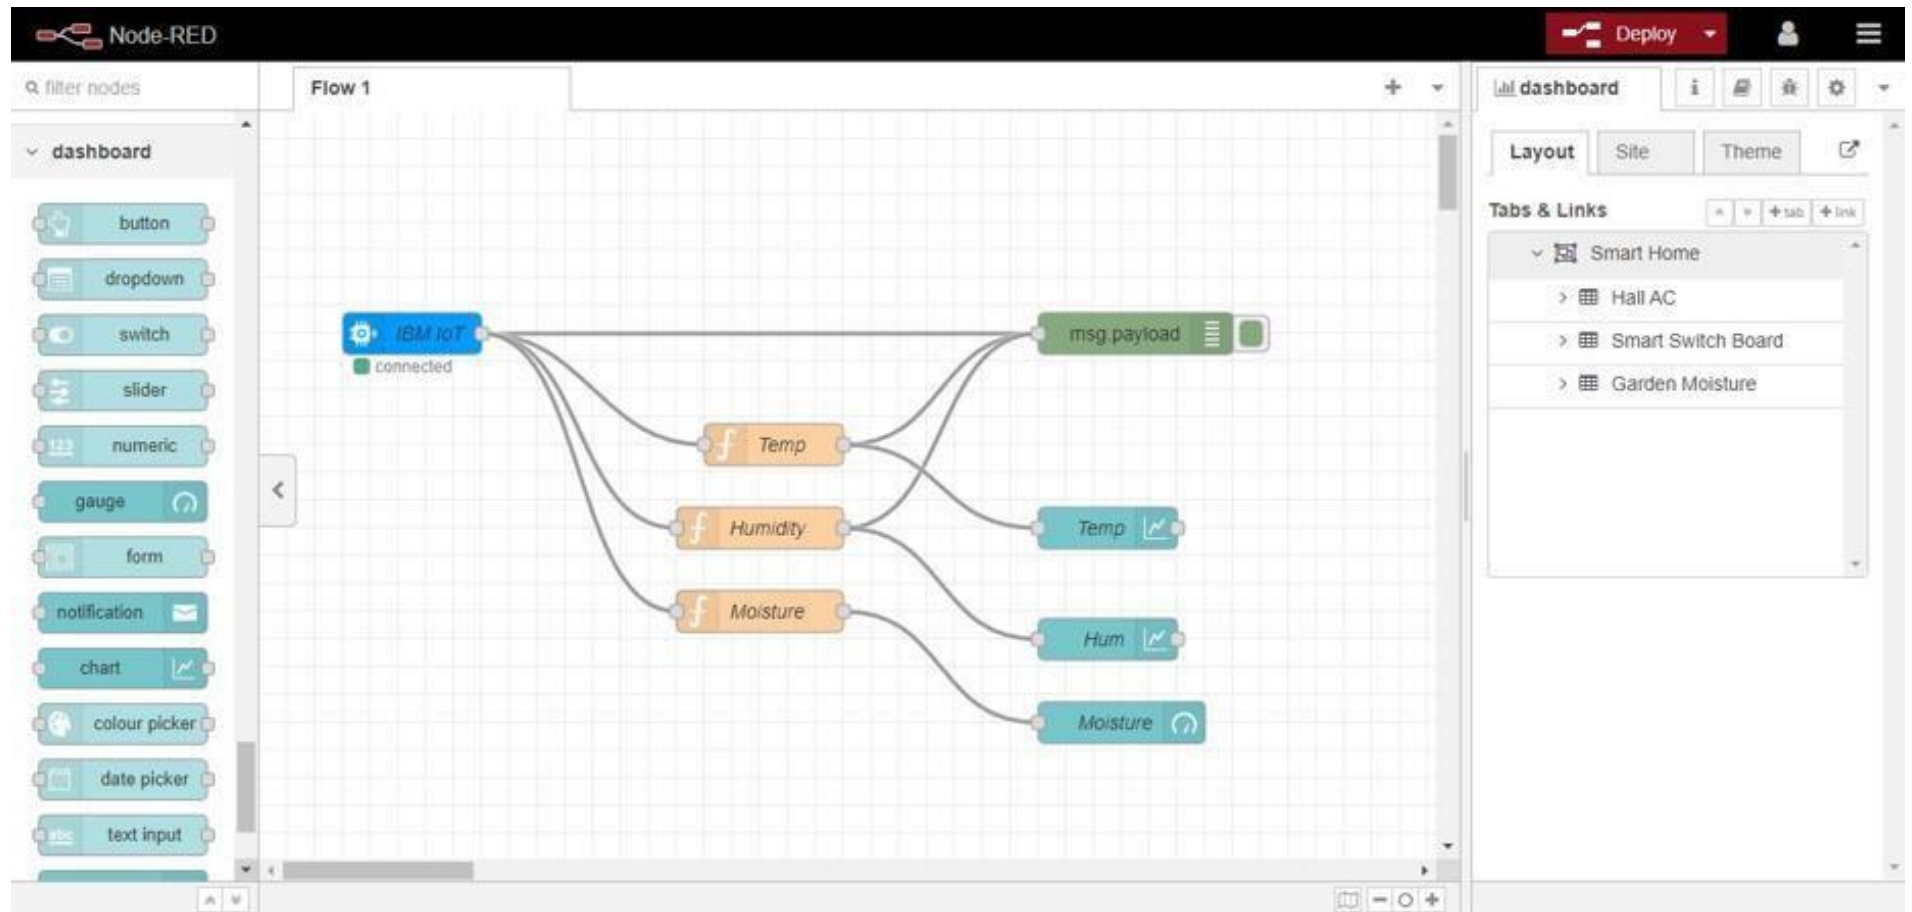 Node-RED
Deploy
filter nodes
Flow 1
dashboard
i
dashboard
Layout
Site
Theme
button
Tabs & Links
tab
link
dropdown
Smart Home
switch
IBM IoT
msg.payload
Hall AC
connected
Smart Switch Board
slider
Garden Moisture
123
numeric
Temp
gauge
Humidity
Temp
form
notification
Moisture
chart
Hum
colour picker
Moisture
date picker
abc
text input